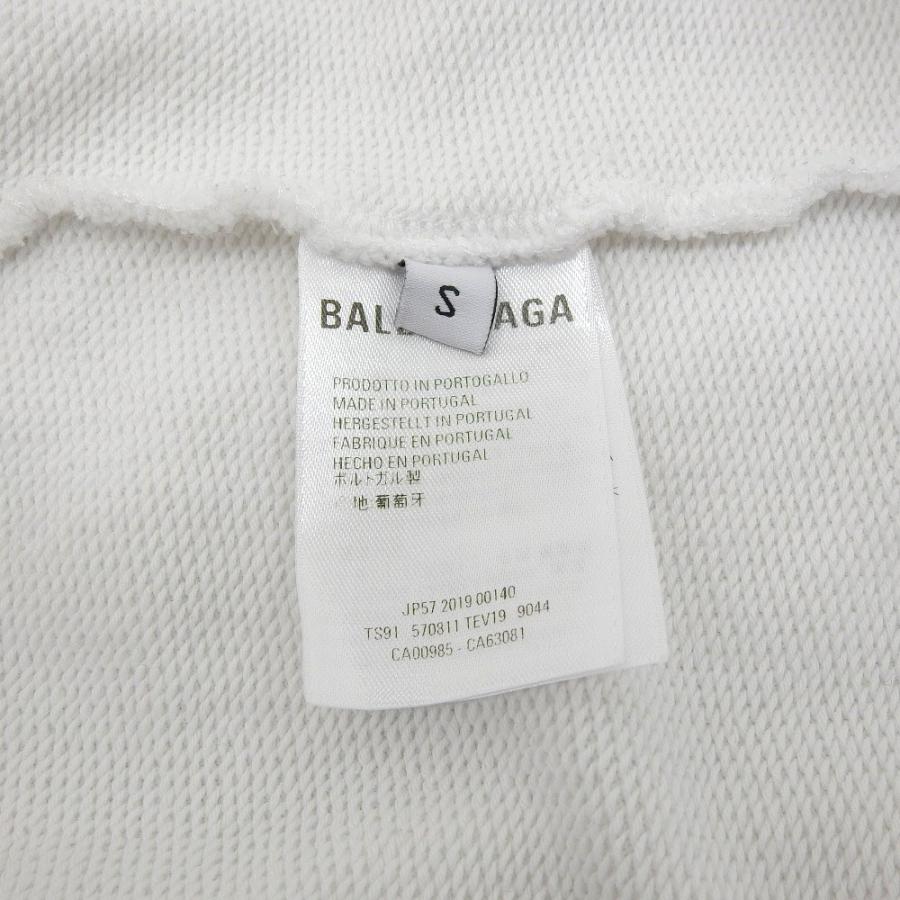 S
BAL AGA
PRODOTTO IN PORTOGALLO
MADE IN PORTUGAL
HERGESTELLT IN PORTUGAL
FABRIQUE EN PORTUGAL
HECHO EN PORTUGAL
ポルトガル製
地:葡萄牙
JP57 2019 00140
TS91 570811 TEV19 9044
CA00985 - CA63081